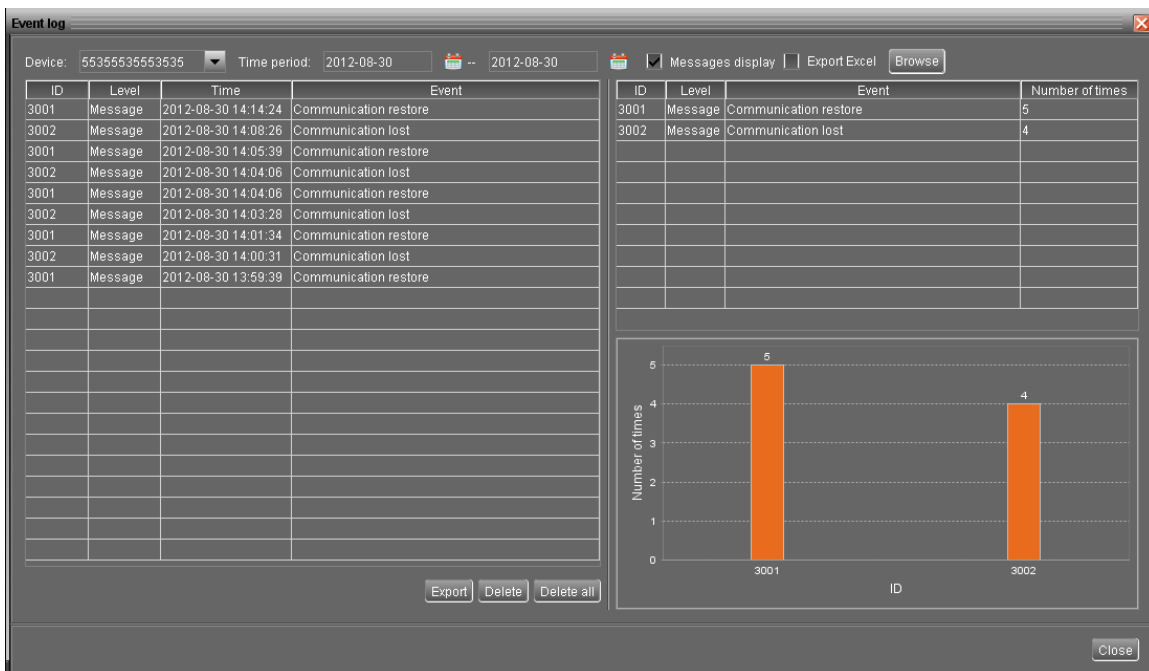 Event log
Device: 55355535553535 Time period: 2012-08-30 -- 2012-08-30 Messages display Export Excel Browse
ID Level Time Event
3001 Message 2012-08-30 14:14:24 Communication restore
3002 Message 2012-08-30 14:08:26 Communication lost
3001 Message 2012-08-30 14:05:39 Communication restore
3002 Message 2012-08-30 14:04:06 Communication lost
3001 Message 2012-08-30 14:04:06 Communication restore
3002 Message 2012-08-30 14:03:28 Communication lost
3001 Message 2012-08-30 14:01:34 Communication restore
3002 Message 2012-08-30 14:00:31 Communication lost
3001 Message 2012-08-30 13:59:39 Communication restore
Export Delete Delete all
ID Level Event Number of times
3001 Message Communication restore 5
3002 Message Communication lost 4
Number of times
5
4
3
2
1
0
5
4
3001 3002
ID
Close